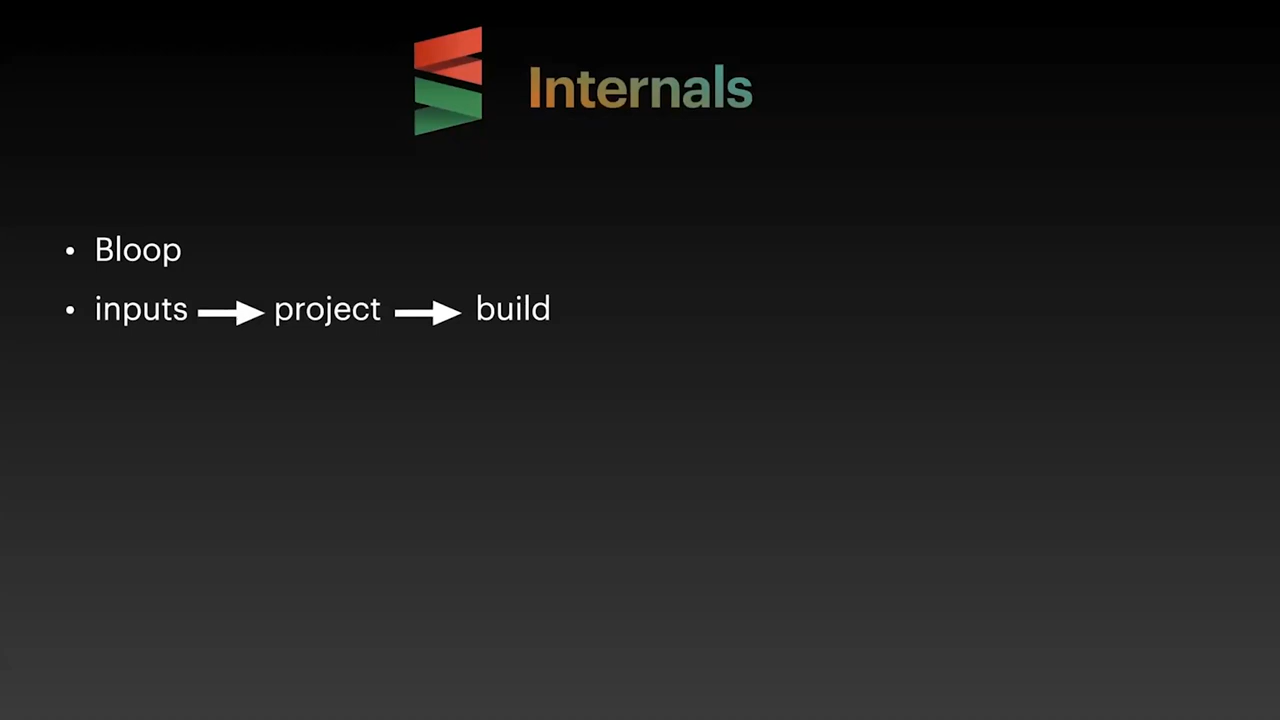 Internals
• Bloop
• inputs → project → build